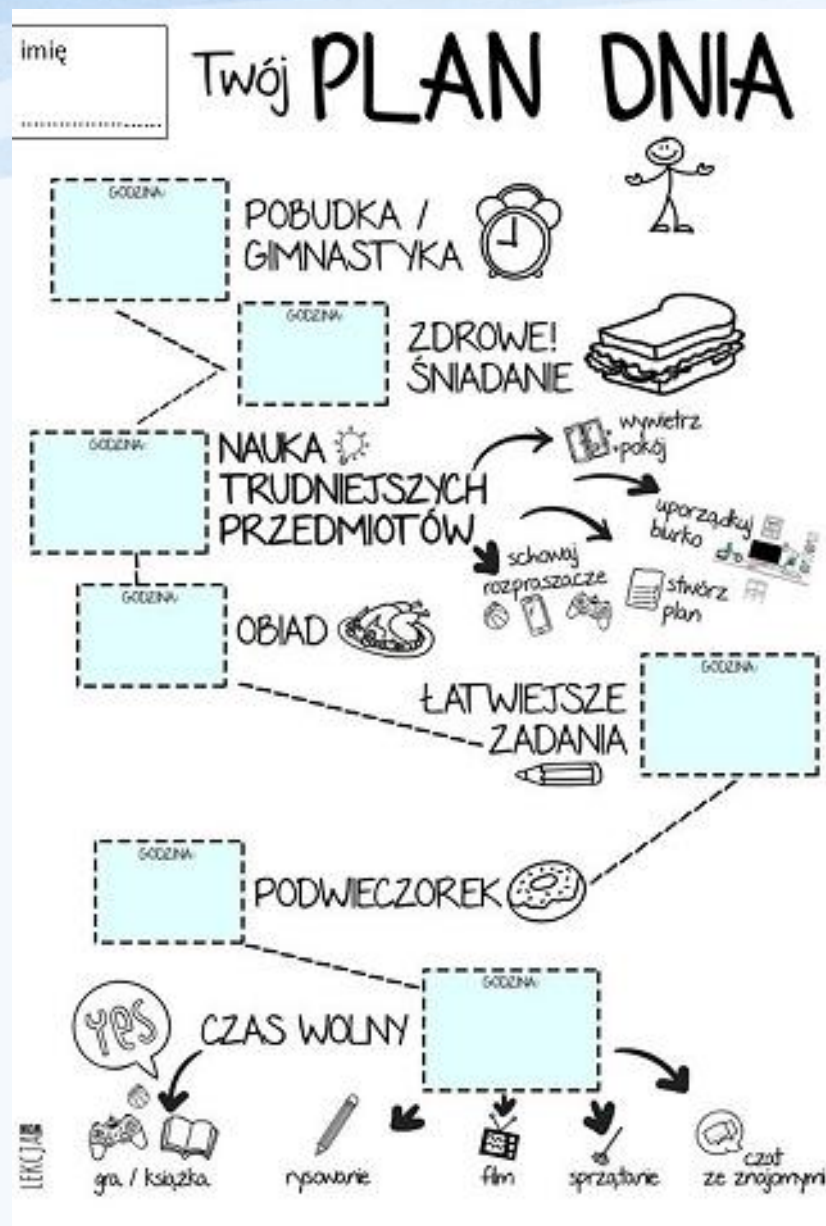 imię
Twój PLAN DNIA
GODZINA:
POBUDKA /
GIMNASTYKA
GODZINA:
ZDROWE!
ŚNIADANIE
GODZINA:
NAUKA
TRUDNIEJSZYCH
PRZEDMIOTÓW
wywietrz
pokój
uporządkuj
biurko
schowaj
rozpraszacze
stwórz
plan
GODZINA:
OBIAD
GODZINA:
ŁATWIEJSZE
ZADANIA
GODZINA:
PODWIECZOREK
GODZINA:
YES
CZAS WOLNY
gra / książka
rysowanie
film
sprzątanie
czat
ze znajomymi
LEKCJA